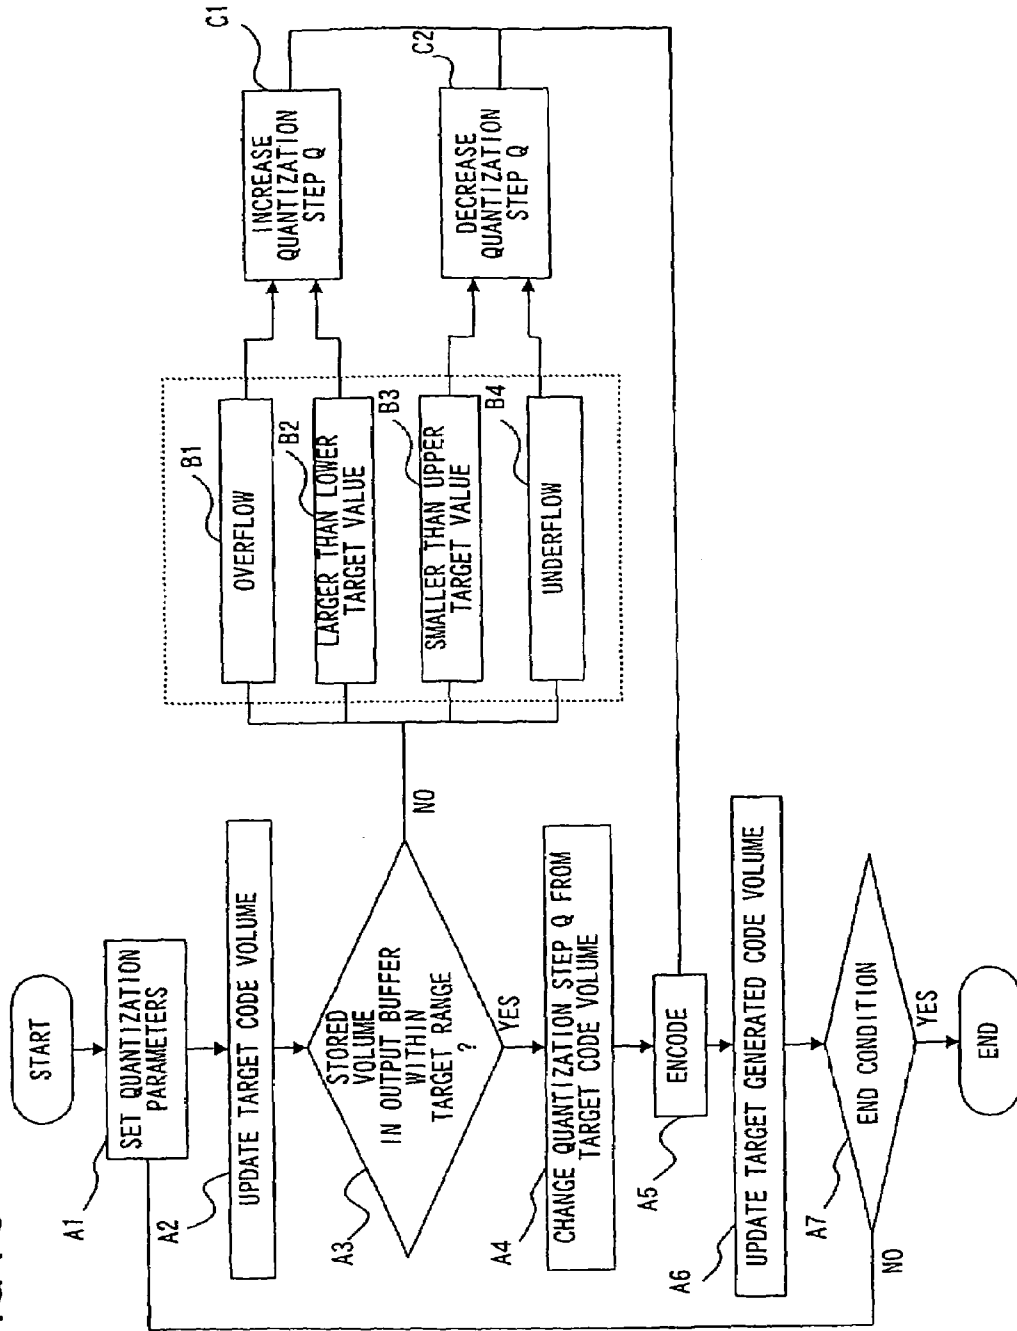 START
A1
SET QUANTIZATION
PARAMETERS
A2
UPDATE TARGET CODE VOLUME
A3
STORED
VOLUME
IN OUTPUT BUFFER
WITHIN
TARGET RANGE
?
NO
YES
B1
OVERFLOW
B2
LARGER THAN LOWER
TARGET VALUE
B3
SMALLER THAN UPPER
TARGET VALUE
B4
UNDERFLOW
C1
INCREASE
QUANTIZATION
STEP Q
C2
DECREASE
QUANTIZATION
STEP Q
A4
CHANGE QUANTIZATION STEP Q FROM
TARGET CODE VOLUME
A5
ENCODE
A6
UPDATE TARGET GENERATED CODE VOLUME
A7
END CONDITION
NO
YES
END